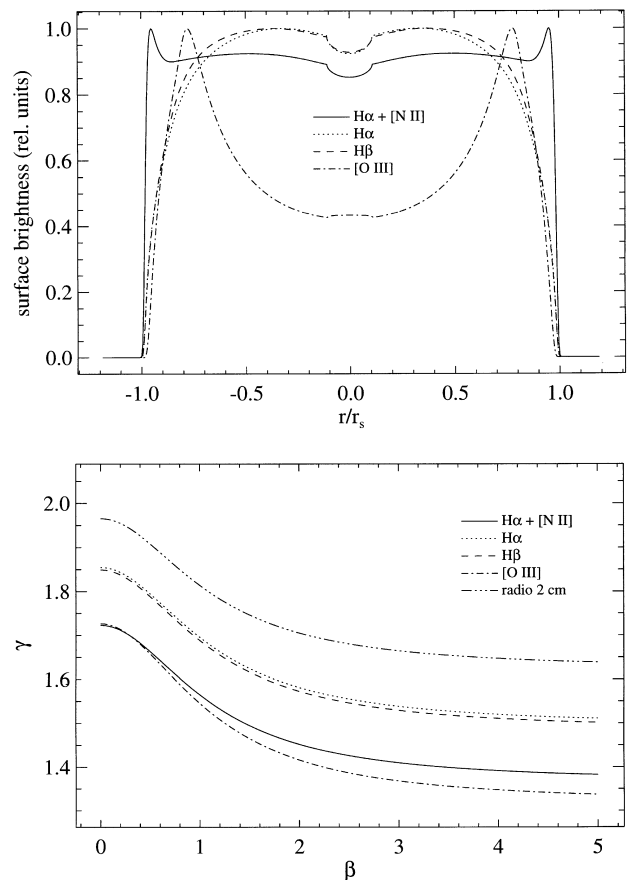 surface brightness (rel. units)
1.0
0.8
0.6
0.4
0.2
0.0
Hα + [N II]
Hα
Hβ
[O III]
-1.0
-0.5
0.0
0.5
1.0
r/rs
γ
2.0
1.8
1.6
1.4
Hα + [N II]
Hα
Hβ
[O III]
radio 2 cm
0
1
2
3
4
5
β